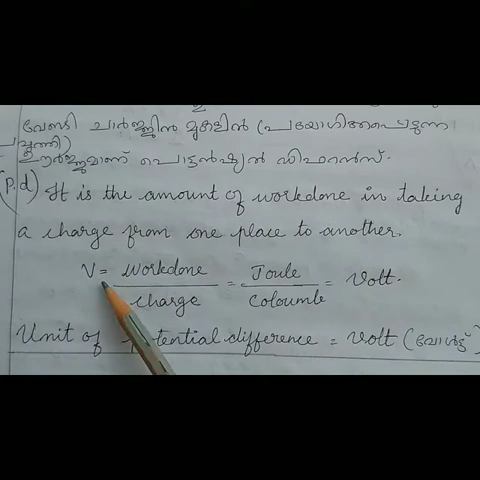 വേണ്ടി ചാർജ്ജിൻ മുകളിൽ (പ്രയോഗിക്കപ്പെടുന്ന
ഊർജ്ജമാണ് പൊട്ടൻഷ്യൽ ഡിഫറൻസ്.
(P.d) It is the amount of workdone in taking
a charge from one place to another.
V = workdone / charge = Joule / Coloumb = Volt.
Unit of potential difference = Volt (വോൾട്ട്)